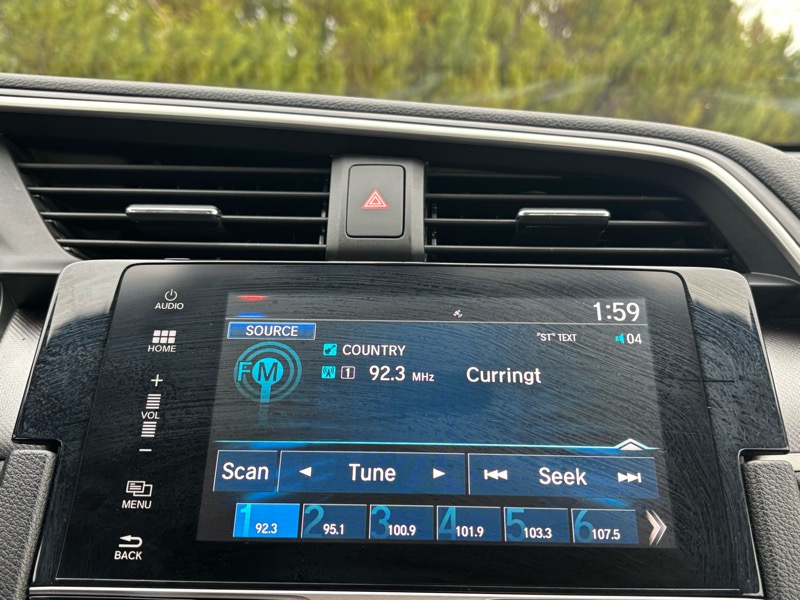 AUDIO
HOME
+
VOL
-
MENU
BACK
1:59
SOURCE
"ST" TEXT
04
COUNTRY
FM
1 92.3 MHz Curringt
Scan Tune Seek
1 92.3
2 95.1
3 100.9
4 101.9
5 103.3
6 107.5